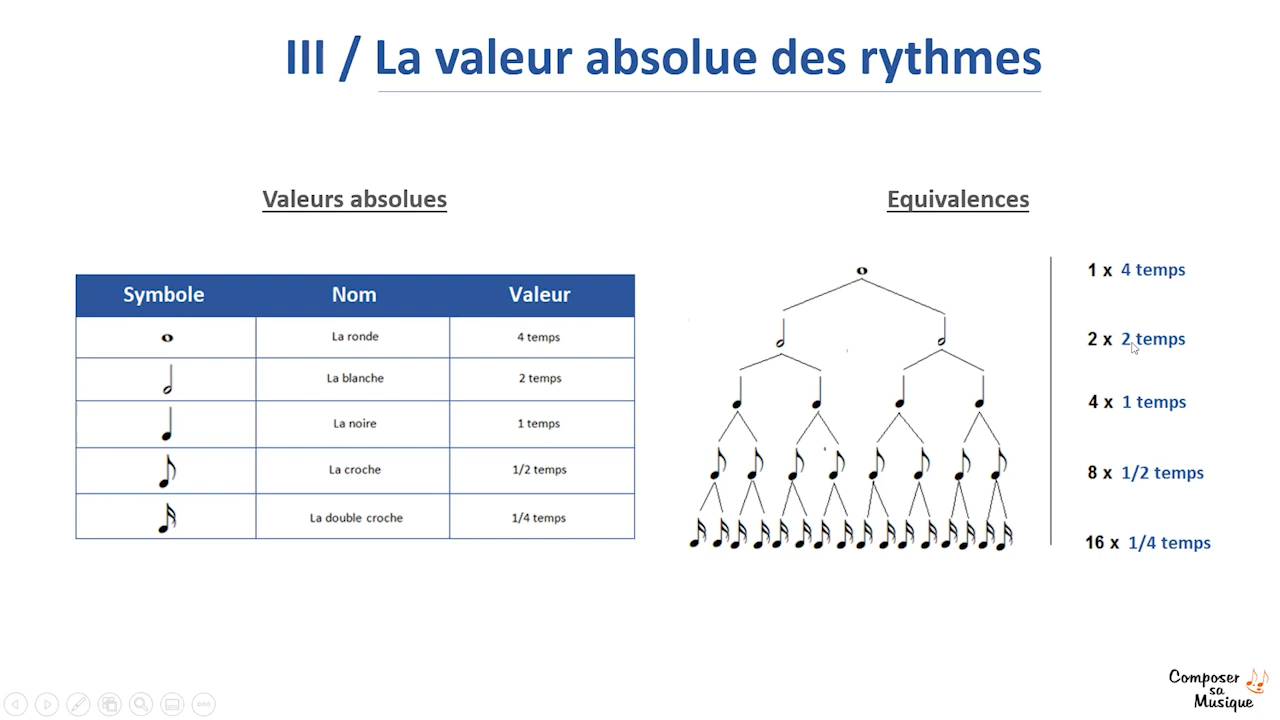 III / La valeur absolue des rythmes
Valeurs absolues
Symbole Nom Valeur
La ronde 4 temps
La blanche 2 temps
La noire 1 temps
La croche 1/2 temps
La double croche 1/4 temps
Equivalences
1 x 4 temps
2 x 2 temps
4 x 1 temps
8 x 1/2 temps
16 x 1/4 temps
Composer
sa
Musique